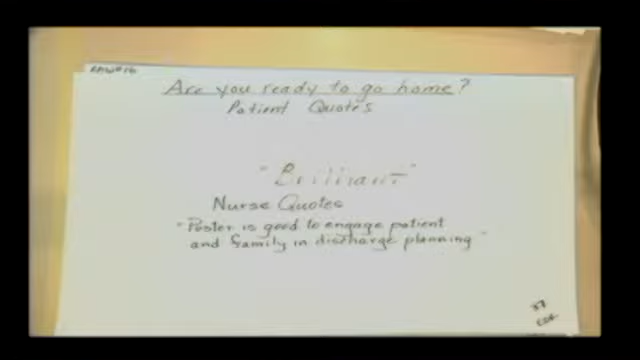 Are you ready to go home?
Patient Quotes
"Brilliant"
Nurse Quotes
"Poster is good to engage patient
and family in discharge planning"